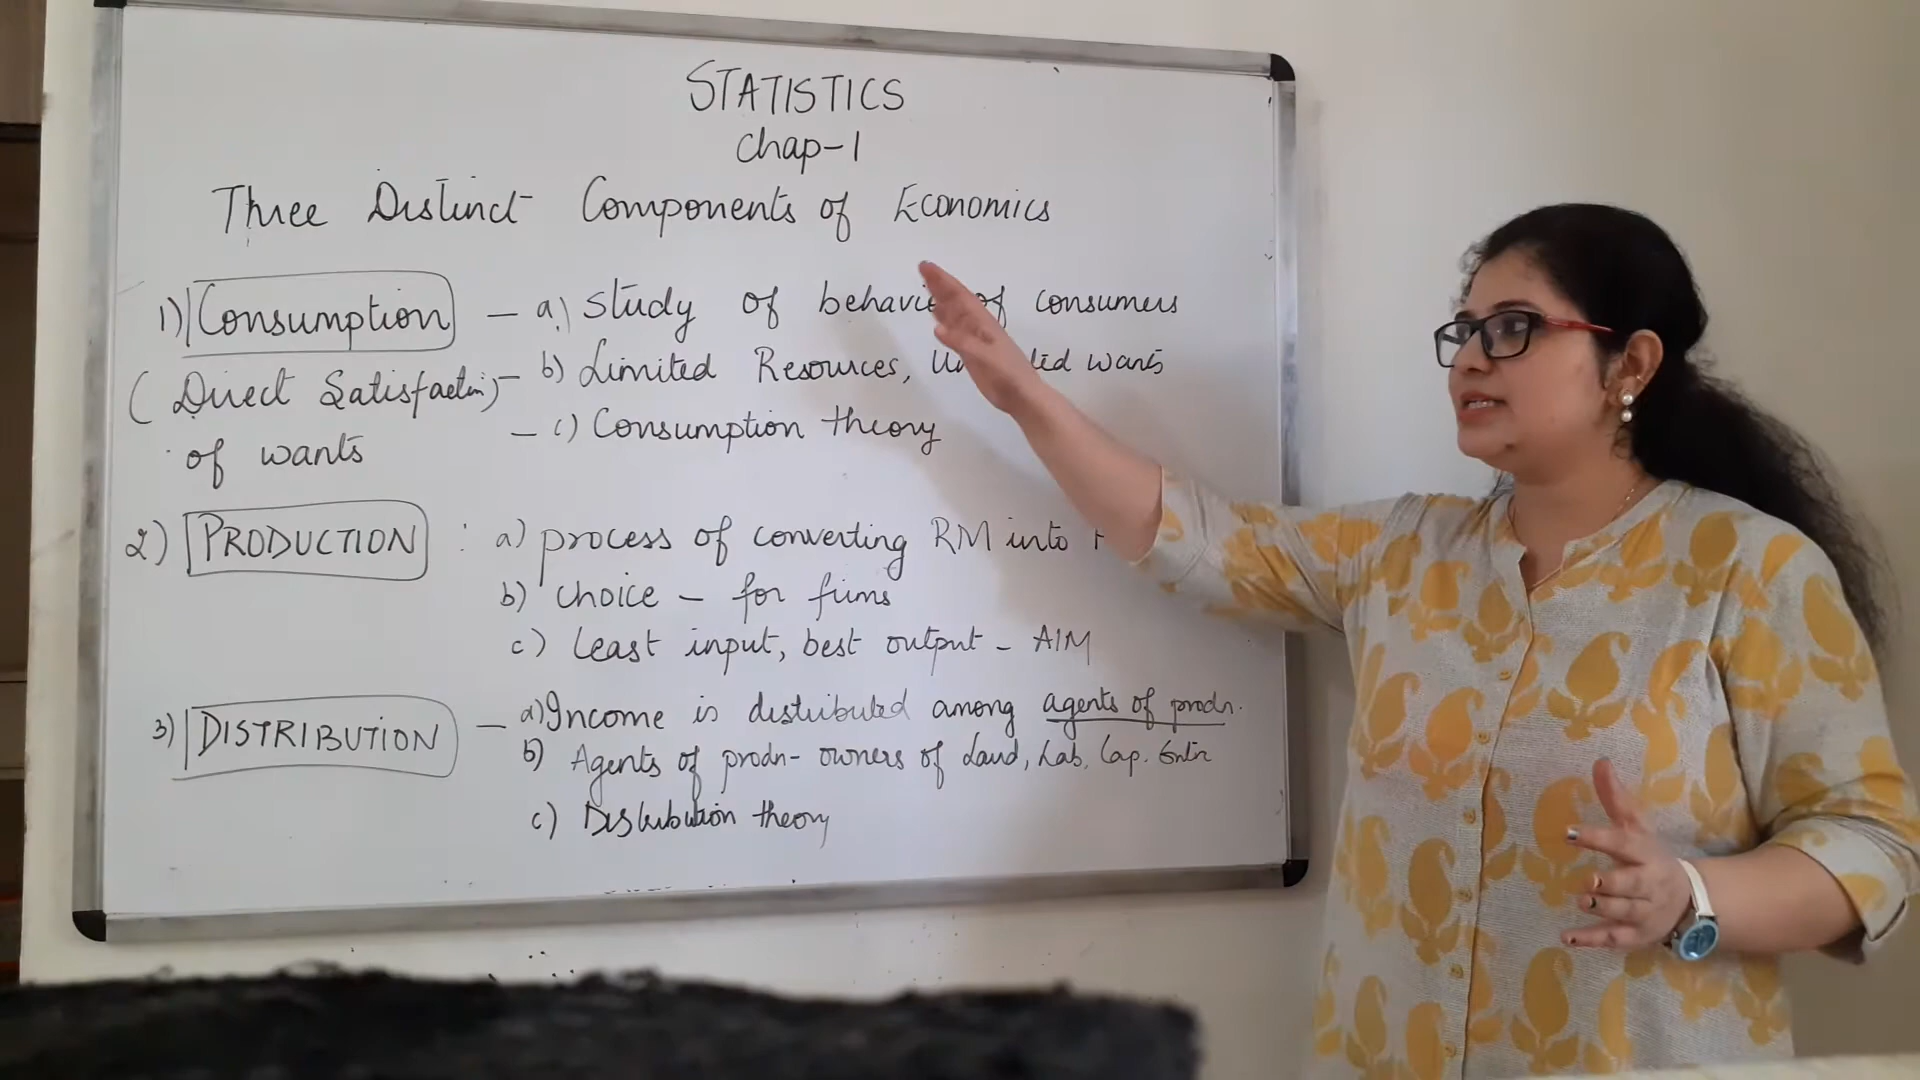 STATISTICS
Chap-1
Three Distinct Components of Economics
1) Consumption - a) Study of behavio of consumers
(Direct Satisfaction) - b) Limited Resources, wants
of wants - c) Consumption theory
2) PRODUCTION : a) process of converting RM into
b) choice - for firms
c) Least input, best output - AIM
3) DISTRIBUTION - a) Income is distributed among agents of prodn.
b) Agents of prodn- owners of Land, Lab, Cap. Entr
c) Distribution theory